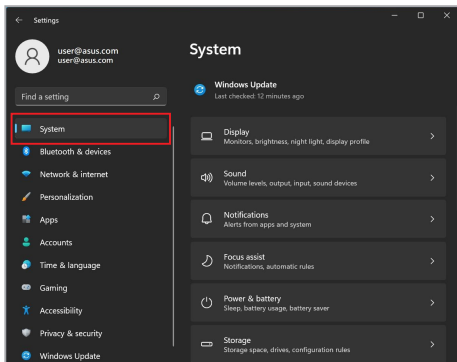 Settings
user@asus.com
user@asus.com
Find a setting
System
Bluetooth & devices
Network & internet
Personalization
Apps
Accounts
Time & language
Gaming
Accessibility
Privacy & security
Windows Update
System
Windows Update
Last checked: 12 minutes ago
Display
Monitors, brightness, night light, display profile
Sound
Volume levels, output, input, sound devices
Notifications
Alerts from apps and system
Focus assist
Notifications, automatic rules
Power & battery
Sleep, battery usage, battery saver
Storage
Storage space, drives, configuration rules